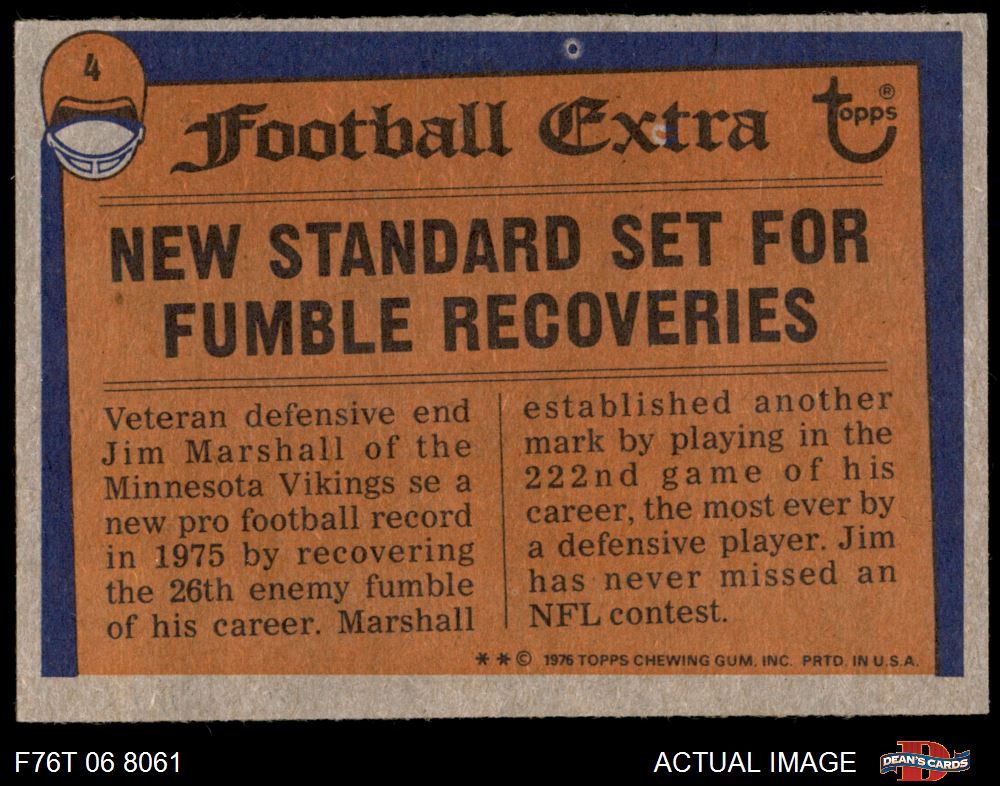 4
Football Extra
topps®
NEW STANDARD SET FOR
FUMBLE RECOVERIES
Veteran defensive end
Jim Marshall of the
Minnesota Vikings se a
new pro football record
in 1975 by recovering
the 26th enemy fumble
of his career. Marshall
established another
mark by playing in the
222nd game of his
career, the most ever by
a defensive player. Jim
has never missed an
NFL contest.
* * © 1976 TOPPS CHEWING GUM, INC. PRTD. IN U.S.A.
F76T 06 8061
ACTUAL IMAGE
D
DEAN'S CARDS